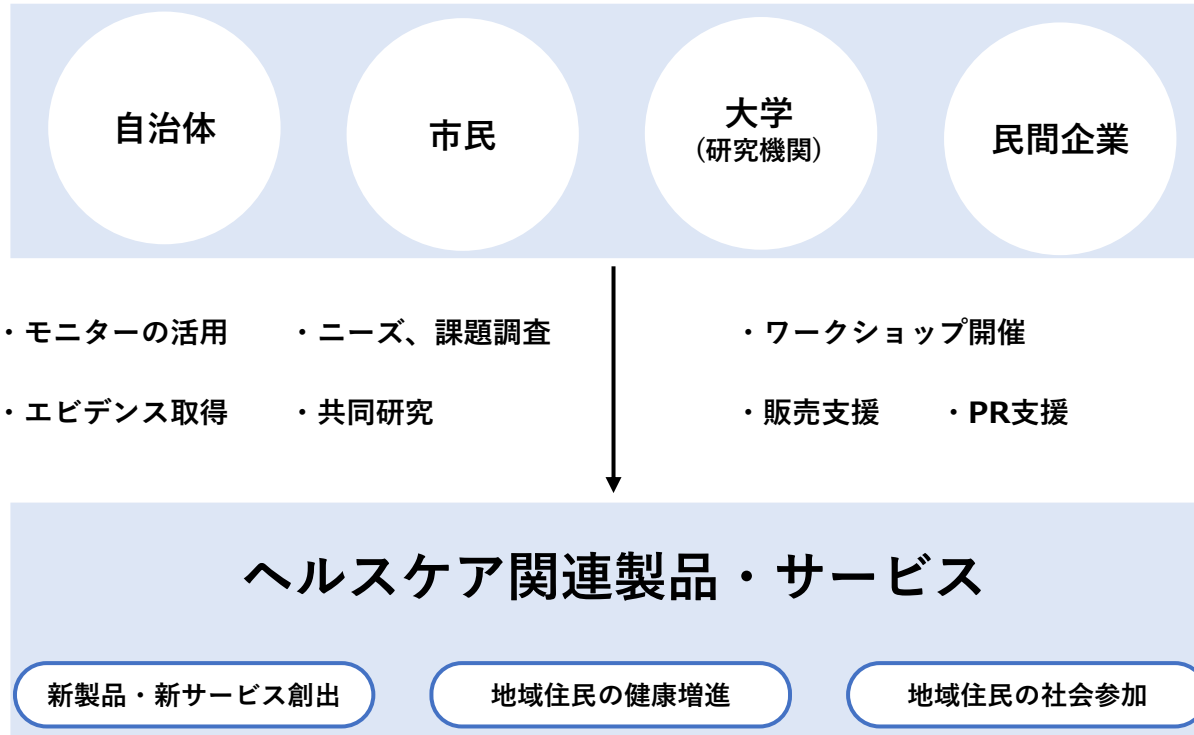 自治体
市民
大学
(研究機関)
民間企業
・モニターの活用
・ニーズ、課題調査
・ワークショップ開催
・エビデンス取得
・共同研究
・販売支援
・PR支援
ヘルスケア関連製品・サービス
新製品・新サービス創出
地域住民の健康増進
地域住民の社会参加